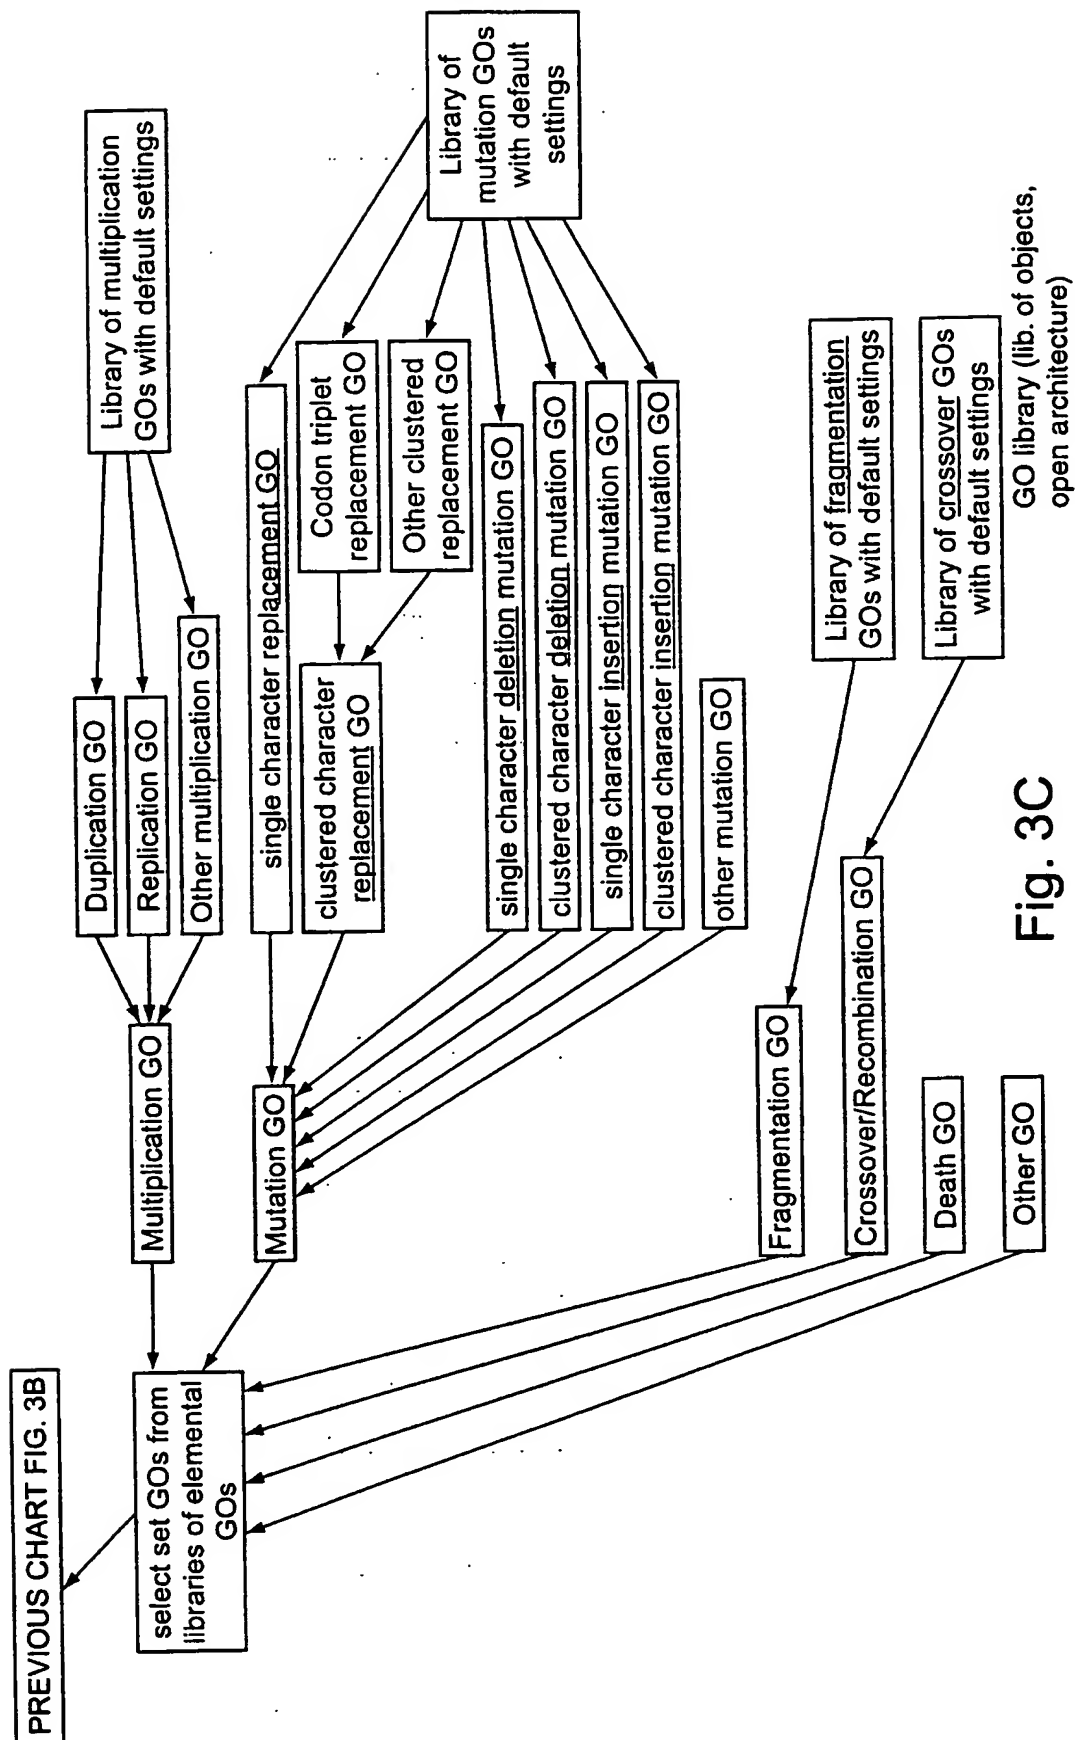 PREVIOUS CHART FIG. 3B
select set GOs from
libraries of elemental
GOs
Multiplication GO
Duplication GO
Replication GO
Other multiplication GO
Library of multiplication
GOs with default settings
Mutation GO
single character replacement GO
clustered character
replacement GO
Codon triplet
replacement GO
Other clustered
replacement GO
single character deletion mutation GO
clustered character deletion mutation GO
single character insertion mutation GO
clustered character insertion mutation GO
other mutation GO
Library of
mutation GOs
with default
settings
Fragmentation GO
Library of fragmentation
GOs with default settings
Crossover/Recombination GO
Library of crossover GOs
with default settings
Death GO
Other GO
GO library (lib. of objects,
open architecture)
Fig. 3C